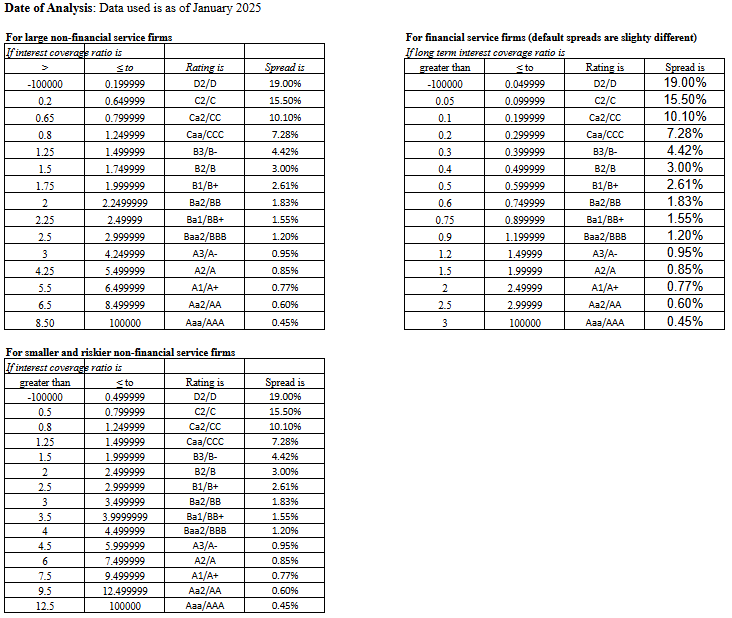 Date of Analysis: Data used is as of January 2025
For large non-financial service firms
If interest coverage ratio is
> ≤ to Rating is Spread is
-100000 0.199999 D2/D 19.00%
0.2 0.649999 C2/C 15.50%
0.65 0.799999 Ca2/CC 10.10%
0.8 1.249999 Caa/CCC 7.28%
1.25 1.499999 B3/B- 4.42%
1.5 1.749999 B2/B 3.00%
1.75 1.999999 B1/B+ 2.61%
2 2.2499999 Ba2/BB 1.83%
2.25 2.49999 Ba1/BB+ 1.55%
2.5 2.999999 Baa2/BBB 1.20%
3 4.249999 A3/A- 0.95%
4.25 5.499999 A2/A 0.85%
5.5 6.499999 A1/A+ 0.77%
6.5 8.499999 Aa2/AA 0.60%
8.50 100000 Aaa/AAA 0.45%
For financial service firms (default spreads are slighty different)
If long term interest coverage ratio is
greater than ≤ to Rating is Spread is
-100000 0.049999 D2/D 19.00%
0.05 0.099999 C2/C 15.50%
0.1 0.199999 Ca2/CC 10.10%
0.2 0.299999 Caa/CCC 7.28%
0.3 0.399999 B3/B- 4.42%
0.4 0.499999 B2/B 3.00%
0.5 0.599999 B1/B+ 2.61%
0.6 0.749999 Ba2/BB 1.83%
0.75 0.899999 Ba1/BB+ 1.55%
0.9 1.199999 Baa2/BBB 1.20%
1.2 1.49999 A3/A- 0.95%
1.5 1.99999 A2/A 0.85%
2 2.49999 A1/A+ 0.77%
2.5 2.99999 Aa2/AA 0.60%
3 100000 Aaa/AAA 0.45%
For smaller and riskier non-financial service firms
If interest coverage ratio is
greater than ≤ to Rating is Spread is
-100000 0.499999 D2/D 19.00%
0.5 0.799999 C2/C 15.50%
0.8 1.249999 Ca2/CC 10.10%
1.25 1.499999 Caa/CCC 7.28%
1.5 1.999999 B3/B- 4.42%
2 2.499999 B2/B 3.00%
2.5 2.999999 B1/B+ 2.61%
3 3.499999 Ba2/BB 1.83%
3.5 3.9999999 Ba1/BB+ 1.55%
4 4.499999 Baa2/BBB 1.20%
4.5 5.999999 A3/A- 0.95%
6 7.499999 A2/A 0.85%
7.5 9.499999 A1/A+ 0.77%
9.5 12.499999 Aa2/AA 0.60%
12.5 100000 Aaa/AAA 0.45%